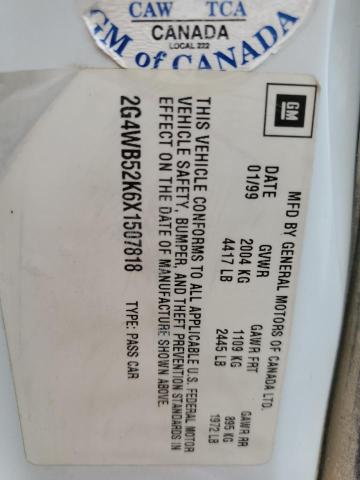 CAW TCA
CANADA
LOCAL 222
GM of CANADA
GM
MFD BY GENERAL MOTORS OF CANADA LTD.
DATE GVWR GAWR FRT GAWR RR
01/99 2004 KG 1109 KG 895 KG
4417 LB 2445 LB 1972 LB
THIS VEHICLE CONFORMS TO ALL APPLICABLE U.S. FEDERAL MOTOR
VEHICLE SAFETY, BUMPER, AND THEFT PREVENTION STANDARDS IN
EFFECT ON THE DATE OF MANUFACTURE SHOWN ABOVE.
2G4WB52K6X1507818 TYPE: PASS CAR